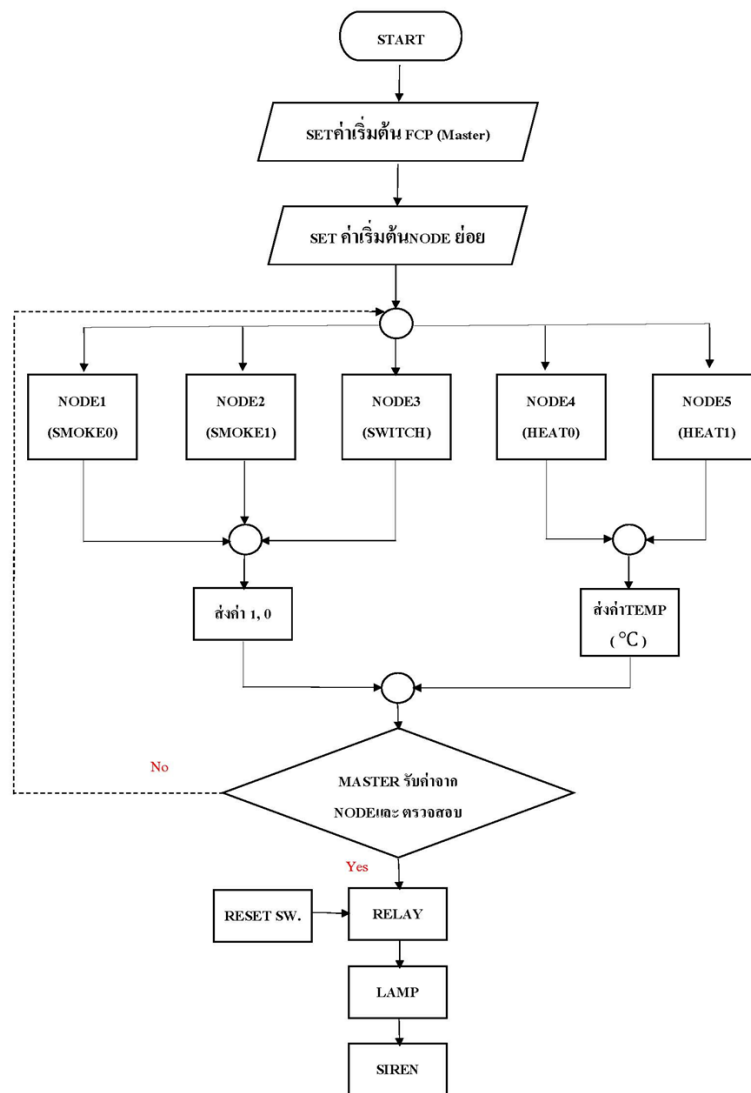 START
SETค่าเริ่มต้น FCP (Master)
SET ค่าเริ่มต้นNODE ย่อย
NODE1
(SMOKE0)
NODE2
(SMOKE1)
NODE3
(SWITCH)
NODE4
(HEAT0)
NODE5
(HEAT1)
ส่งค่า 1, 0
ส่งค่าTEMP
( °C )
No
MASTER รับค่าจาก
NODEและ ตรวจสอบ
Yes
RESET SW.
RELAY
LAMP
SIREN